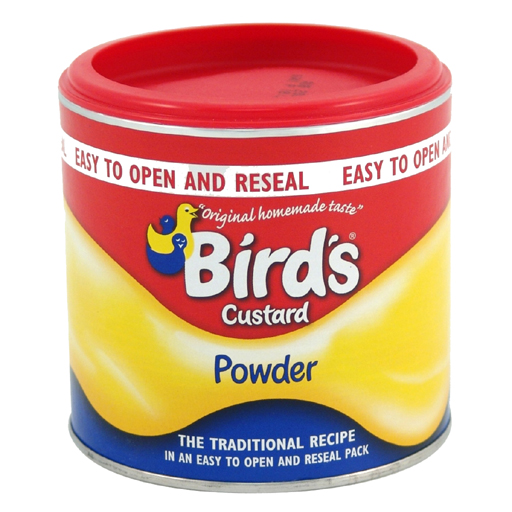 EASY TO OPEN AND RESEAL EASY TO OPEN AND
"Original homemade taste"
Bird's®
Custard
Powder
THE TRADITIONAL RECIPE
IN AN EASY TO OPEN AND RESEAL PACK